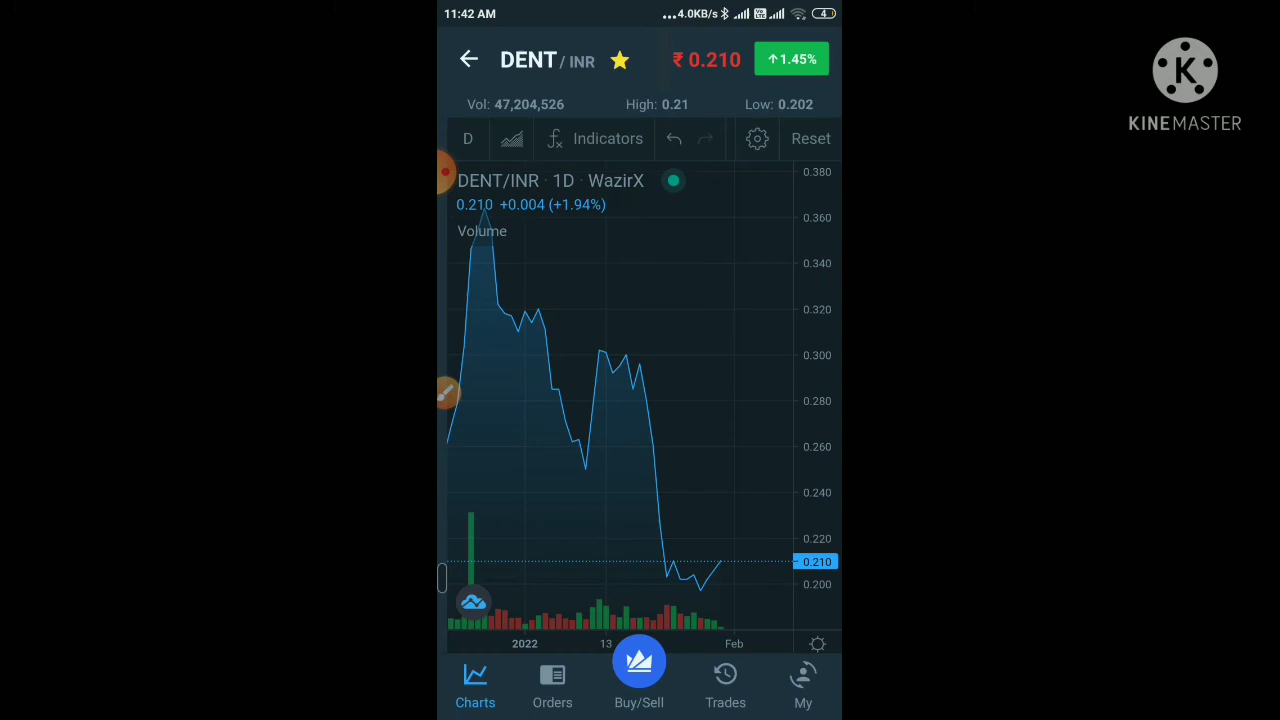 11:42 AM
...4.0KB/s Vo LTE 4
DENT / INR ₹ 0.210 ↑1.45%
Vol: 47,204,526 High: 0.21 Low: 0.202
D fx Indicators Reset
DENT/INR · 1D · WazirX
0.210 +0.004 (+1.94%)
Volume
0.380
0.360
0.340
0.320
0.300
0.280
0.260
0.240
0.220
0.210
0.200
2022 13 Feb
Charts Orders Buy/Sell Trades My
K
KINEMASTER